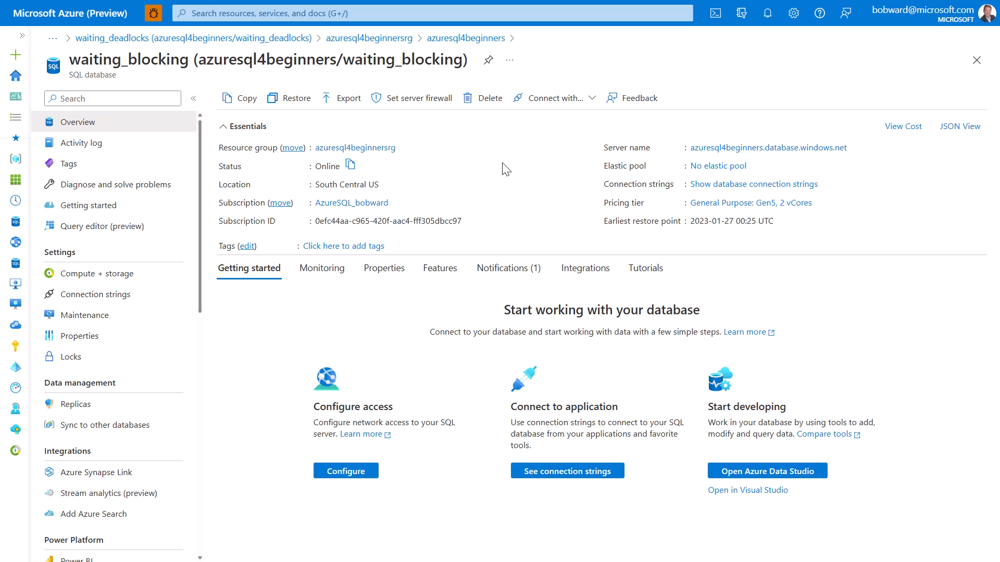 Microsoft Azure (Preview)
Search resources, services, and docs (G+/)
bobward@microsoft.com
MICROSOFT
... > waiting_deadlocks (azuresql4beginners/waiting_deadlocks) > azuresql4beginnersrg > azuresql4beginners >
waiting_blocking (azuresql4beginners/waiting_blocking)
SQL database
Search
Overview
Activity log
Tags
Diagnose and solve problems
Getting started
Query editor (preview)
Settings
Compute + storage
Connection strings
Maintenance
Properties
Locks
Data management
Replicas
Sync to other databases
Integrations
Azure Synapse Link
Stream analytics (preview)
Add Azure Search
Power Platform
Power BI
Copy Restore Export Set server firewall Delete Connect with... Feedback
Essentials
View Cost JSON View
Resource group (move) : azuresql4beginnersrg
Status : Online
Location : South Central US
Subscription (move) : AzureSQL_bobward
Subscription ID : 0efc44aa-c965-420f-aac4-fff305dbcc97
Server name : azuresql4beginners.database.windows.net
Elastic pool : No elastic pool
Connection strings : Show database connection strings
Pricing tier : General Purpose: Gen5, 2 vCores
Earliest restore point : 2023-01-27 00:25 UTC
Tags (edit) : Click here to add tags
Getting started Monitoring Properties Features Notifications (1) Integrations Tutorials
Start working with your database
Connect to your database and start working with data with a few simple steps. Learn more
Configure access
Configure network access to your SQL
server. Learn more
Configure
Connect to application
Use connection strings to connect to your SQL
database from your applications and favorite
tools.
See connection strings
Start developing
Work in your database by using tools to add,
modify and query data. Compare tools
Open Azure Data Studio
Open in Visual Studio